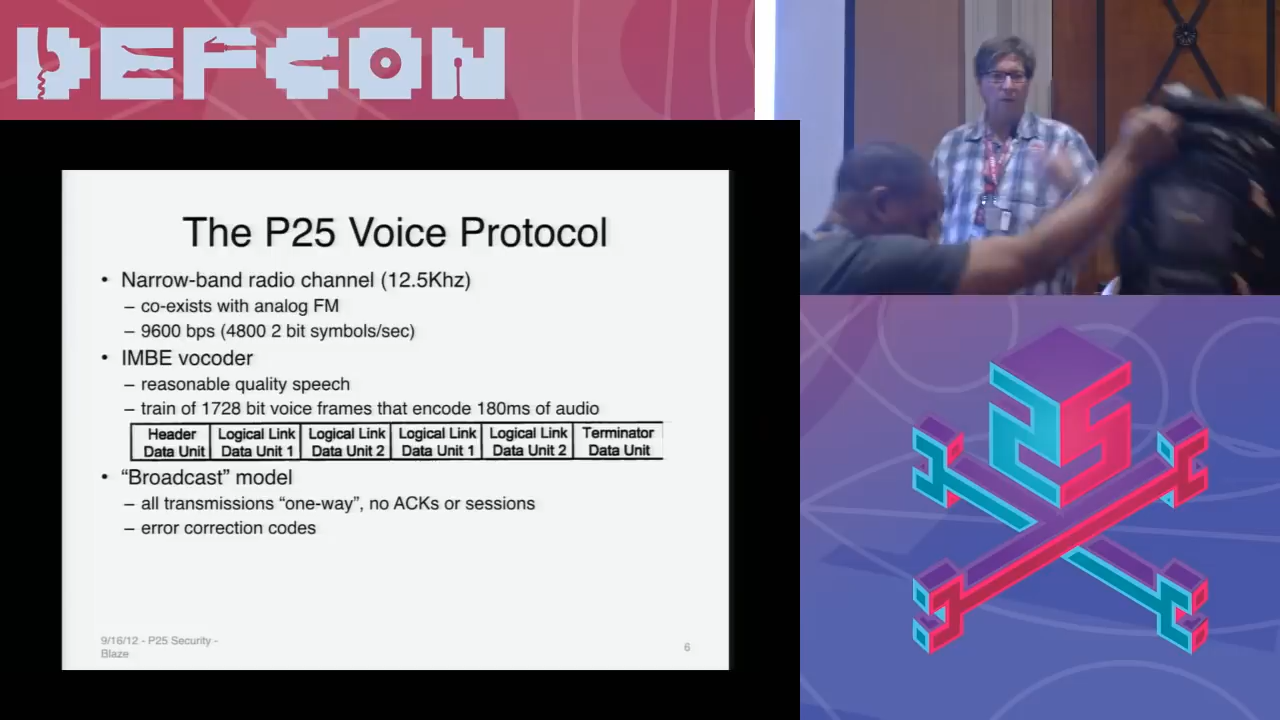 DEFCON
The P25 Voice Protocol
• Narrow-band radio channel (12.5Khz)
– co-exists with analog FM
– 9600 bps (4800 2 bit symbols/sec)
• IMBE vocoder
– reasonable quality speech
– train of 1728 bit voice frames that encode 180ms of audio
Header Data Unit
Logical Link Data Unit 1
Logical Link Data Unit 2
Logical Link Data Unit 1
Logical Link Data Unit 2
Terminator Data Unit
• “Broadcast” model
– all transmissions “one-way”, no ACKs or sessions
– error correction codes
9/16/12 - P25 Security -
Blaze
6
25